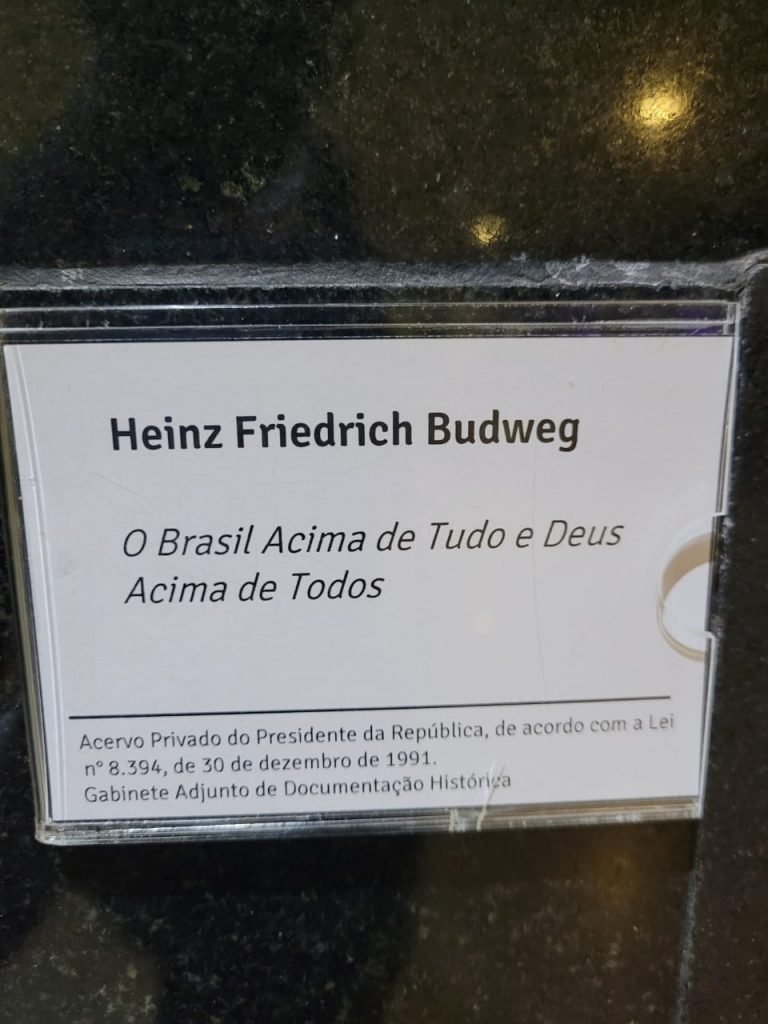 Heinz Friedrich Budweg
O Brasil Acima de Tudo e Deus
Acima de Todos
Acervo Privado do Presidente da República, de acordo com a Lei
nº 8.394, de 30 de dezembro de 1991.
Gabinete Adjunto de Documentação Histórica